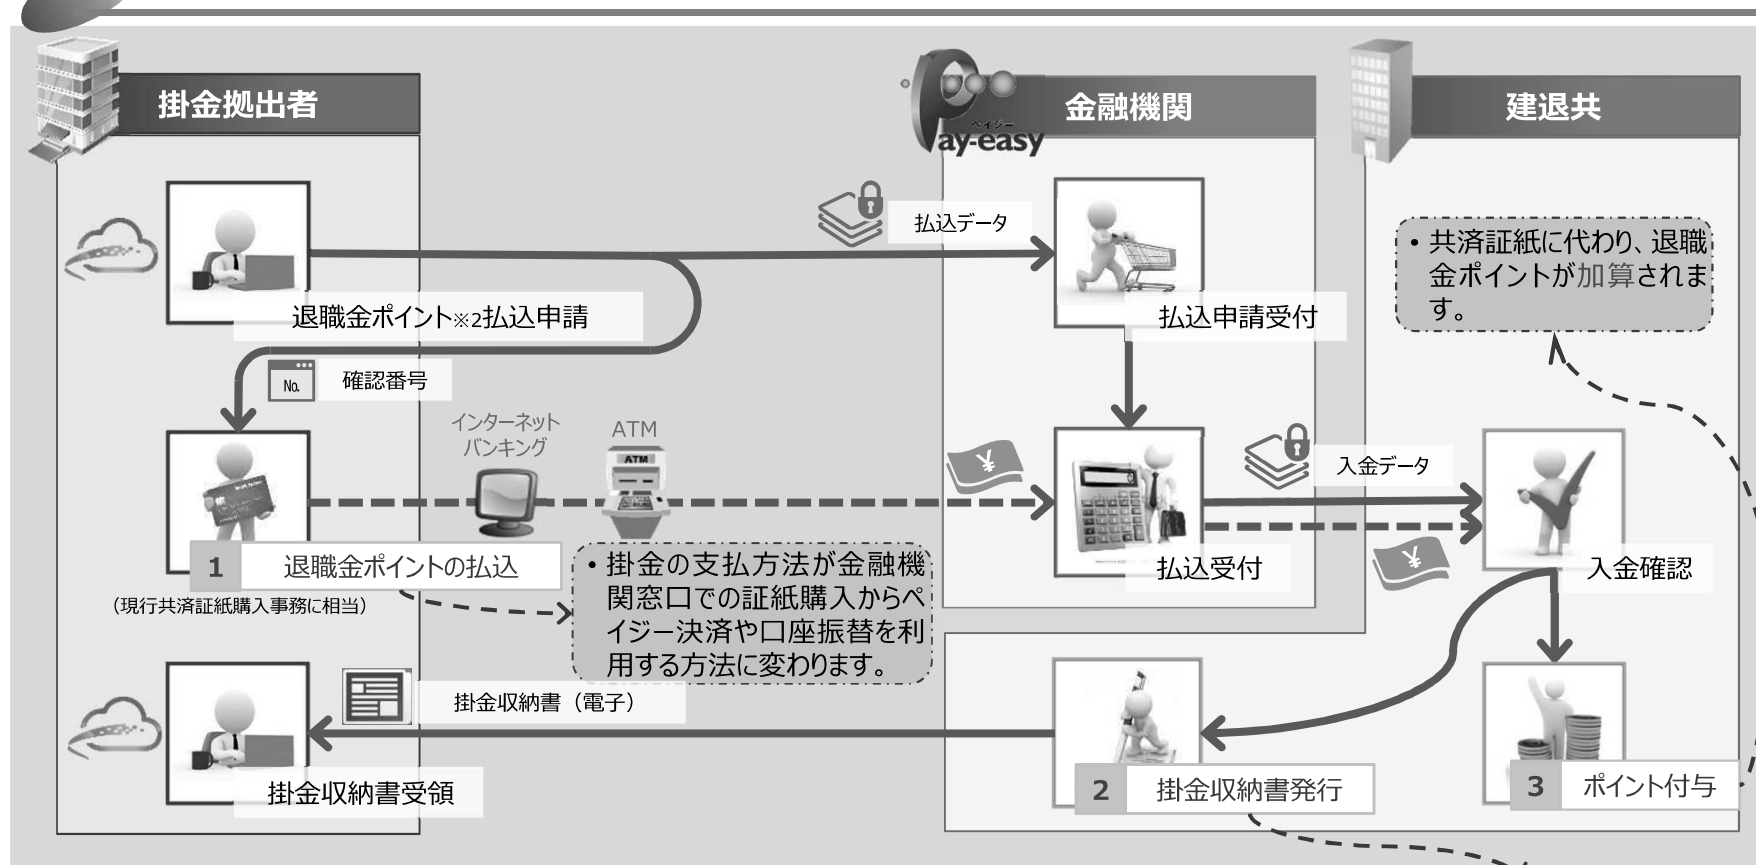 掛金拠出者
ペイジー
Pay-easy
金融機関
建退共
払込データ
・共済証紙に代わり、退職
金ポイントが加算されま
す。
退職金ポイント※2払込申請
払込申請受付
No.
確認番号
インターネット
バンキング
ATM
ATM
¥
入金データ
1
退職金ポイントの払込
(現行共済証紙購入事務に相当)
・掛金の支払方法が金融機
関窓口での証紙購入からペ
イジー決済や口座振替を利
用する方法に変わります。
払込受付
¥
入金確認
掛金収納書(電子)
掛金収納書受領
2
掛金収納書発行
3
ポイント付与